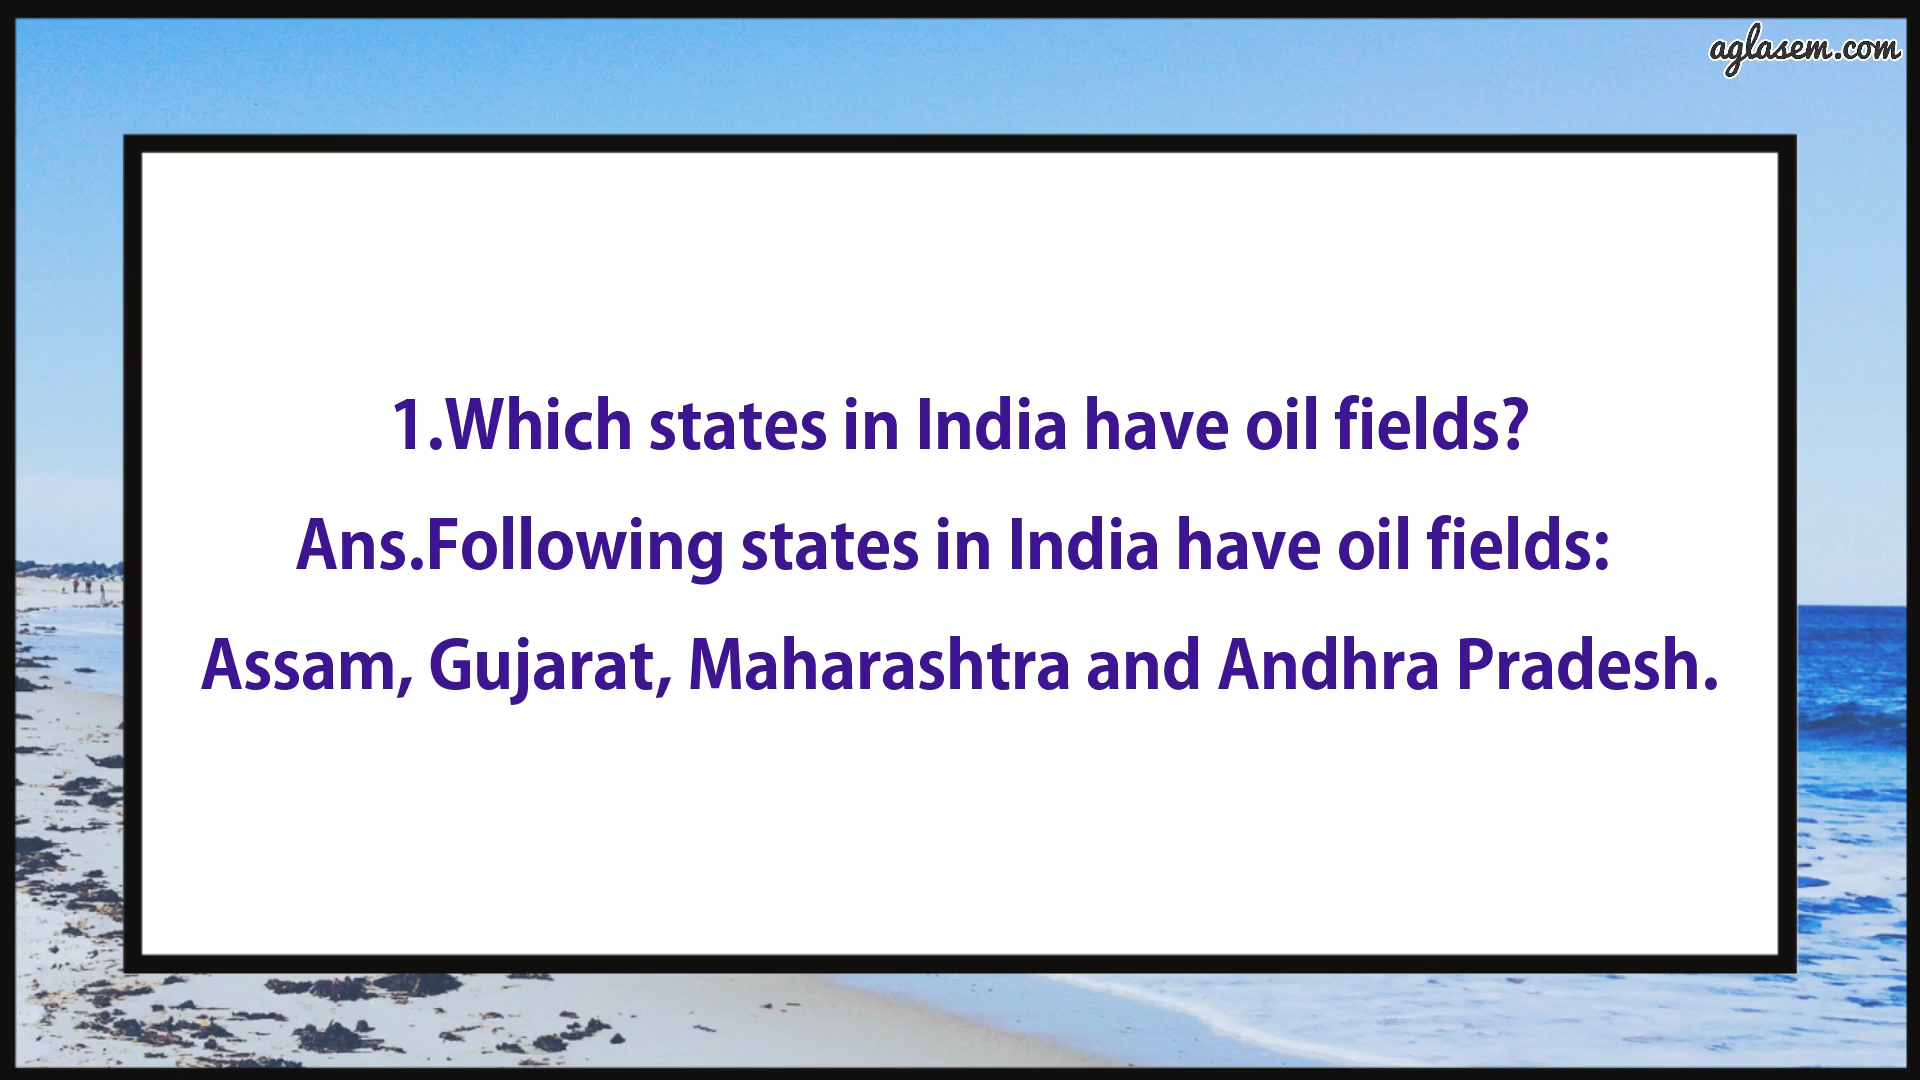 aglasem.com
1.Which states in India have oil fields?
Ans.Following states in India have oil fields:
Assam, Gujarat, Maharashtra and Andhra Pradesh.